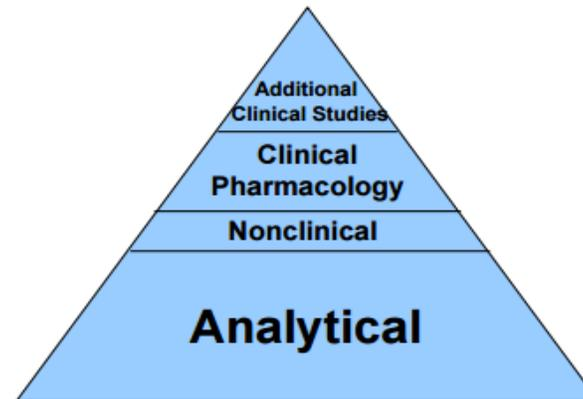 Additional
Clinical Studies
Clinical
Pharmacology
Nonclinical
Analytical